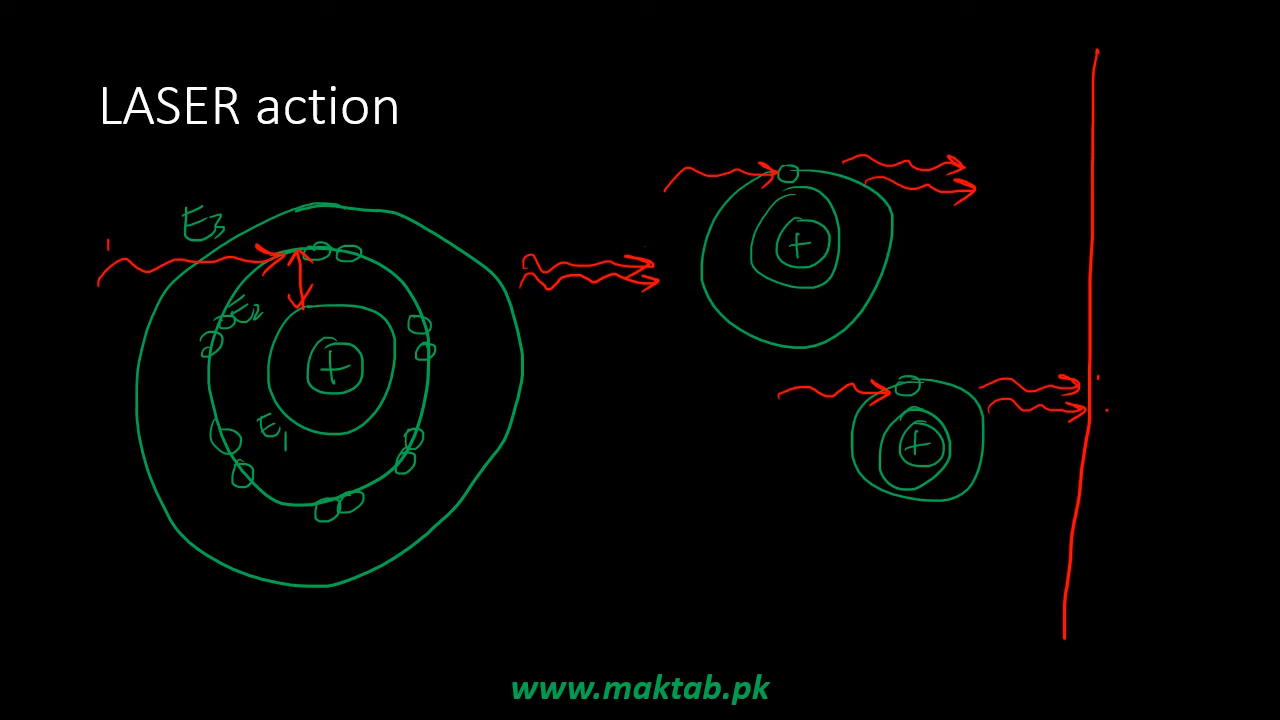 LASER action
E3
E2
E1
+
+
+
www.maktab.pk